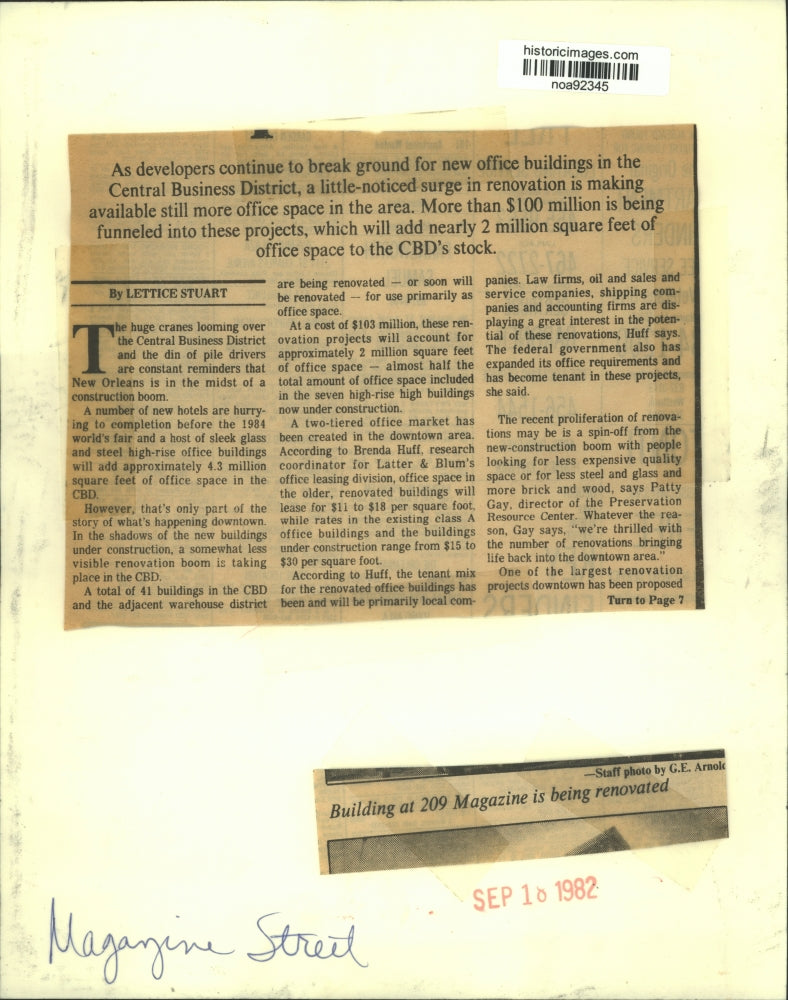 historicimages.com
noa92345
As developers continue to break ground for new office buildings in the
Central Business District, a little-noticed surge in renovation is making
available still more office space in the area. More than $100 million is being
funneled into these projects, which will add nearly 2 million square feet of
office space to the CBD's stock.
By LETTICE STUART
The huge cranes looming over
the Central Business District
and the din of pile drivers
are constant reminders that
New Orleans is in the midst of a
construction boom.
A number of new hotels are hurry-
ing to completion before the 1984
world's fair and a host of sleek glass
and steel high-rise office buildings
will add approximately 4.3 million
square feet of office space in the
CBD.
However, that's only part of the
story of what's happening downtown.
In the shadows of the new buildings
under construction, a somewhat less
visible renovation boom is taking
place in the CBD.
A total of 41 buildings in the CBD
and the adjacent warehouse district
are being renovated — or soon will
be renovated — for use primarily as
office space.
At a cost of $103 million, these ren-
ovation projects will account for
approximately 2 million square feet
of office space — almost half the
total amount of office space included
in the seven high-rise high buildings
now under construction.
A two-tiered office market has
been created in the downtown area.
According to Brenda Huff, research
coordinator for Latter & Blum's
office leasing division, office space in
the older, renovated buildings will
lease for $11 to $18 per square foot,
while rates in the existing class A
office buildings and the buildings
under construction range from $15 to
$30 per square foot.
According to Huff, the tenant mix
for the renovated office buildings has
been and will be primarily local com-
panies. Law firms, oil and sales and
service companies, shipping com-
panies and accounting firms are dis-
playing a great interest in the poten-
tial of these renovations, Huff says.
The federal government also has
expanded its office requirements and
has become tenant in these projects,
she said.
The recent proliferation of renova-
tions may be is a spin-off from the
new-construction boom with people
looking for less expensive quality
space or for less steel and glass and
more brick and wood, says Patty
Gay, director of the Preservation
Resource Center. Whatever the rea-
son, Gay says, "we're thrilled with
the number of renovations bringing
life back into the downtown area."
One of the largest renovation
projects downtown has been proposed
Turn to Page 7
—Staff photo by G.E. Arnold
Building at 209 Magazine is being renovated
SEP 18 1982
Maganzine Street